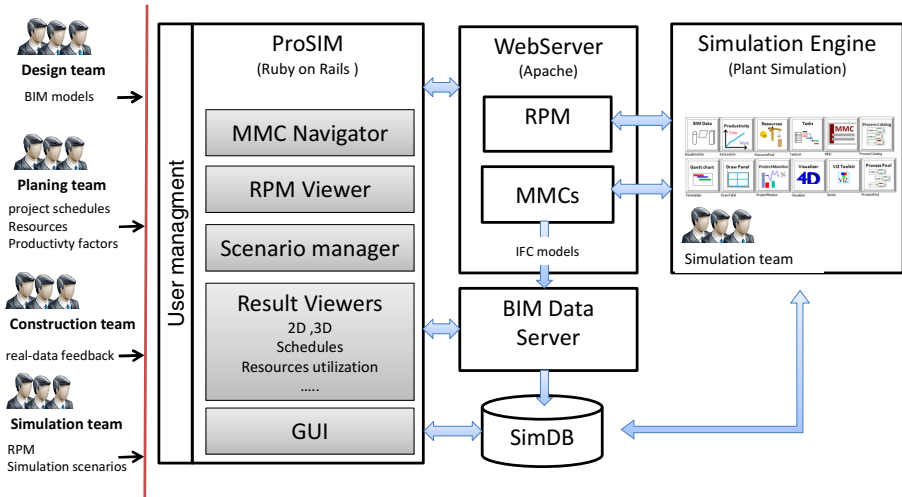 Design team
BIM models
Planing team
project schedules
Resources
Productivty factors
Construction team
real-data feedback
Simulation team
RPM
Simulation scenarios
User managment
ProSIM
(Ruby on Rails )
MMC Navigator
RPM Viewer
Scenario manager
Result Viewers
2D ,3D
Schedules
Resources utilization
.....
GUI
WebServer
(Apache)
RPM
MMCs
IFC models
BIM Data
Server
SimDB
Simulation Engine
(Plant Simulation)
BIM Data
Productivity
Resources
Tasks
MMC
Process Catalog
Gantt chart
Draw Panel
ProjectMonitor
Visualizer
4D
VIZ Toolkit
VIZ
Process Pool
Simulation team